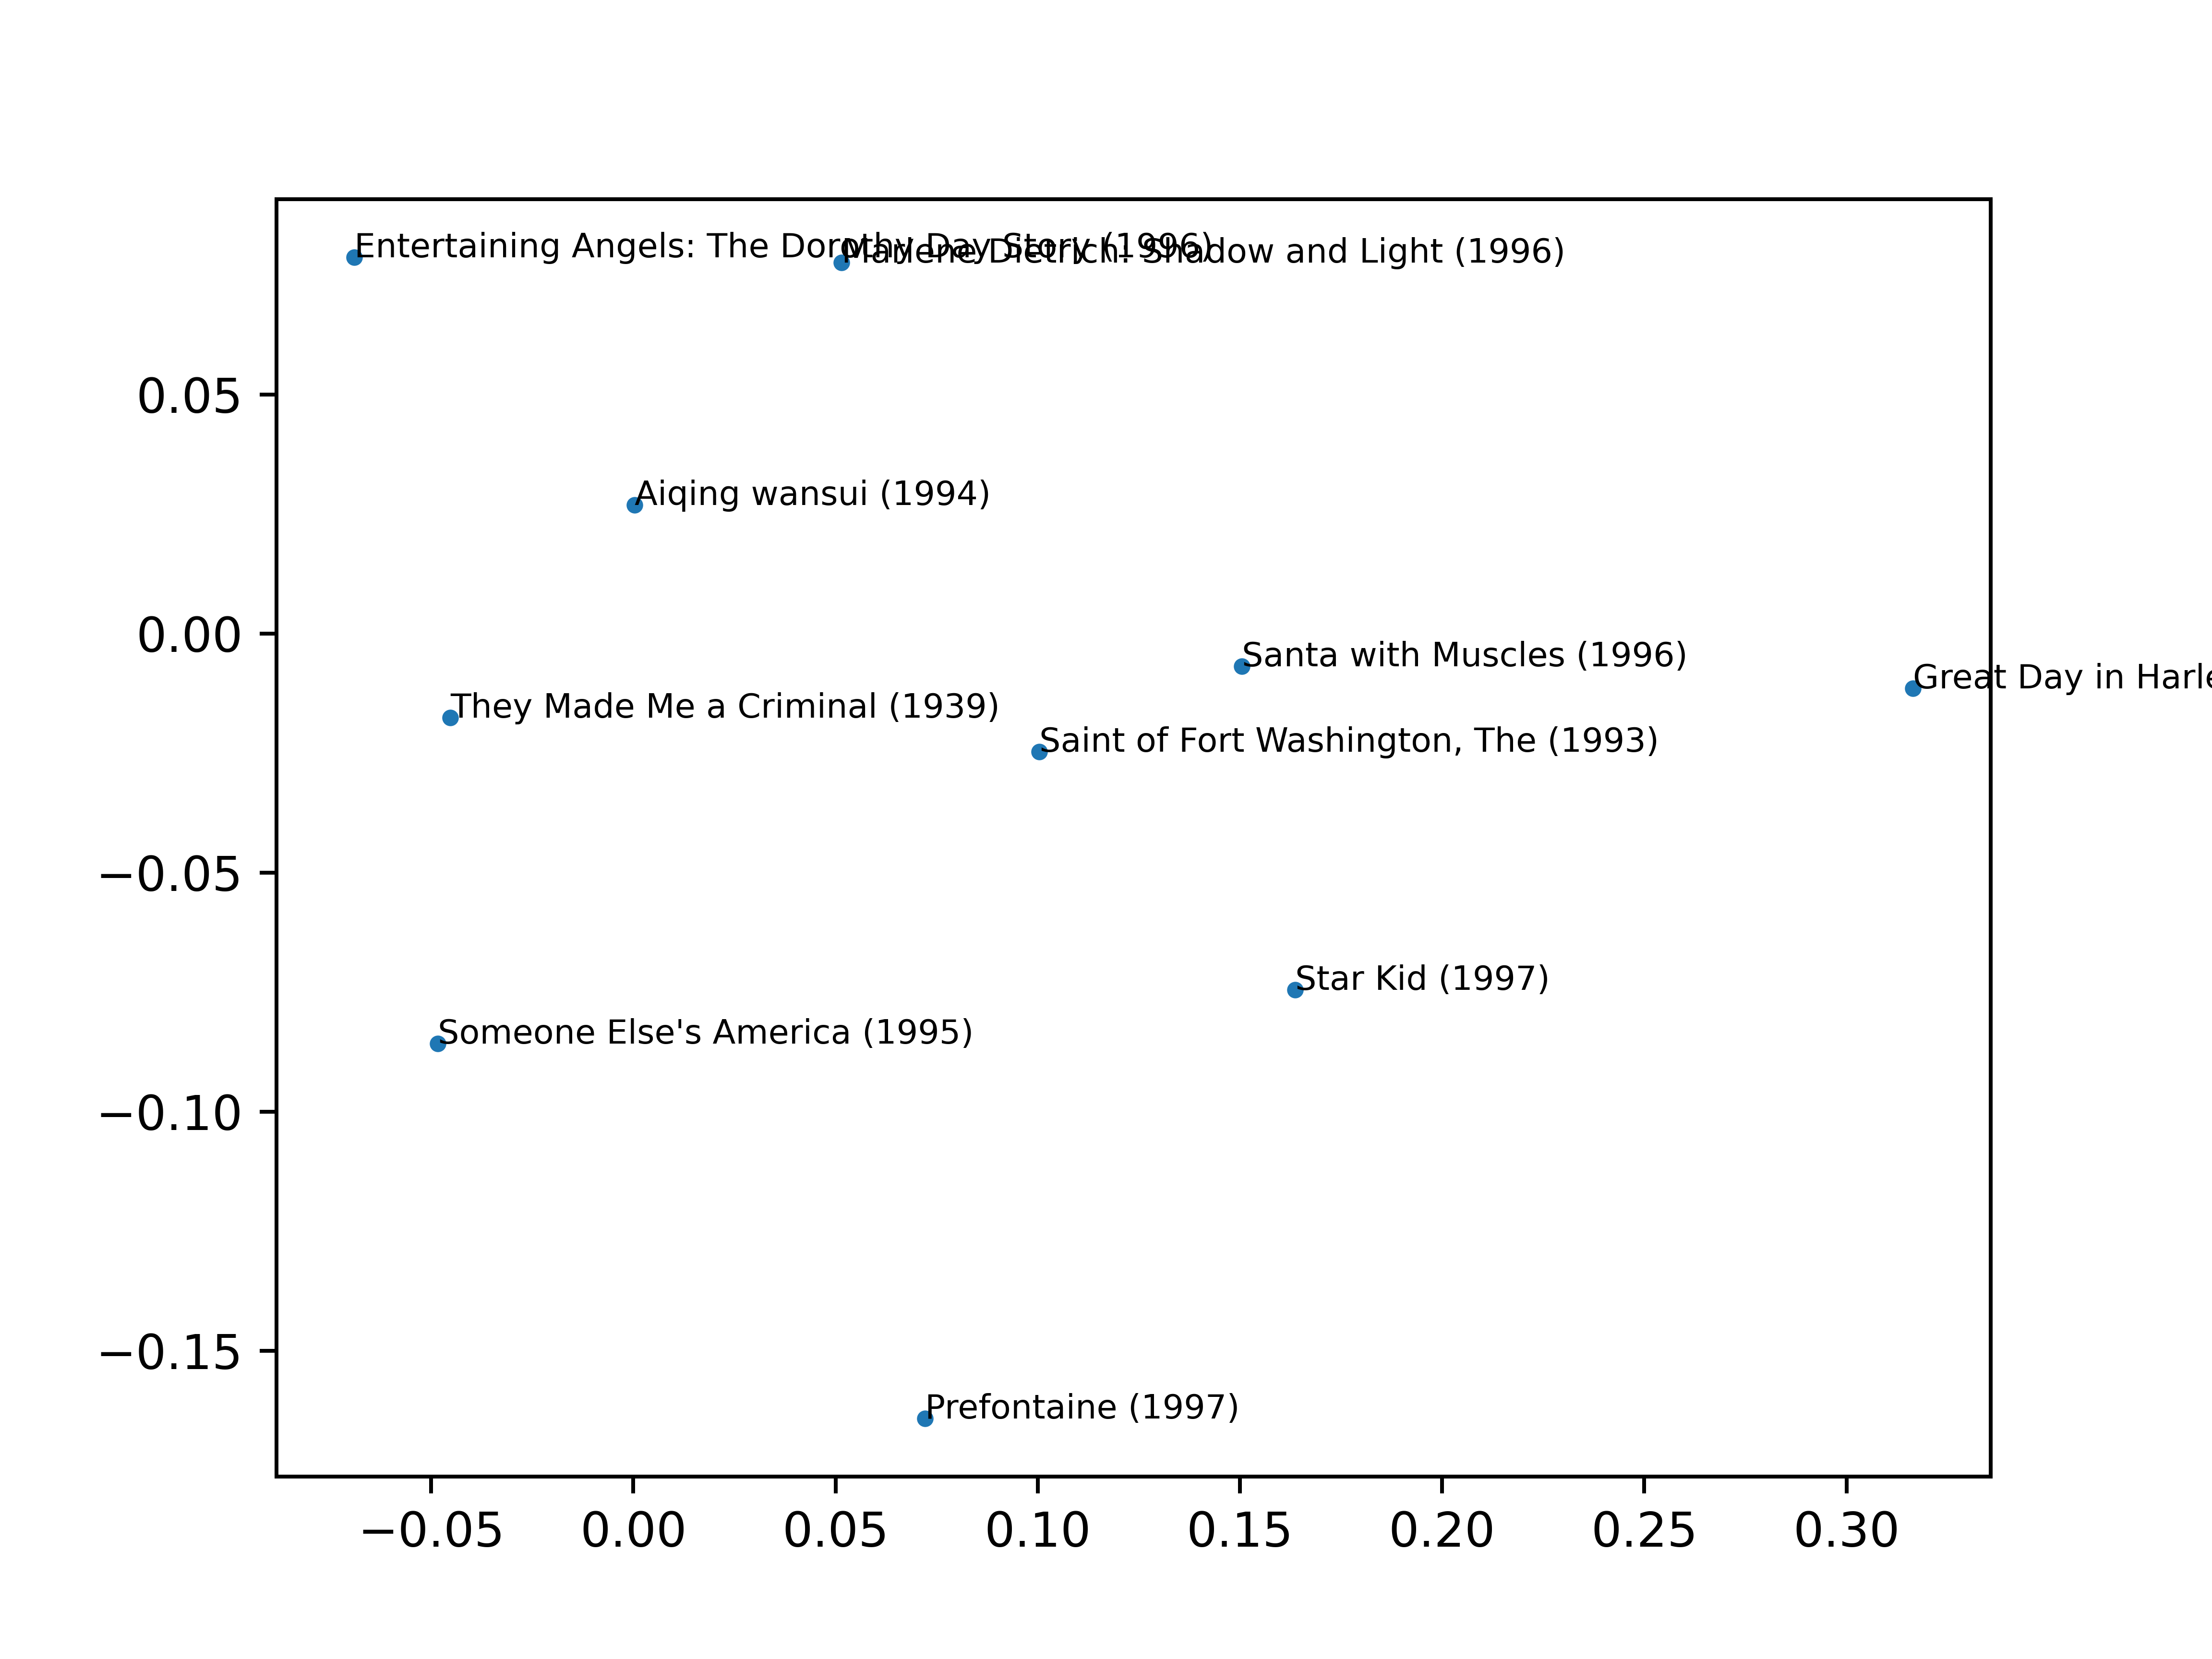 Entertaining Angels: The Dorothy Day Story (1996)
Marlene Dietrich: Shadow and Light (1996)
0.05
Aiqing wansui (1994)
0.00
Santa with Muscles (1996)
Great Day in Harle
They Made Me a Criminal (1939)
Saint of Fort Washington, The (1993)
−0.05
Star Kid (1997)
Someone Else's America (1995)
−0.10
−0.15
Prefontaine (1997)
−0.05 0.00 0.05 0.10 0.15 0.20 0.25 0.30